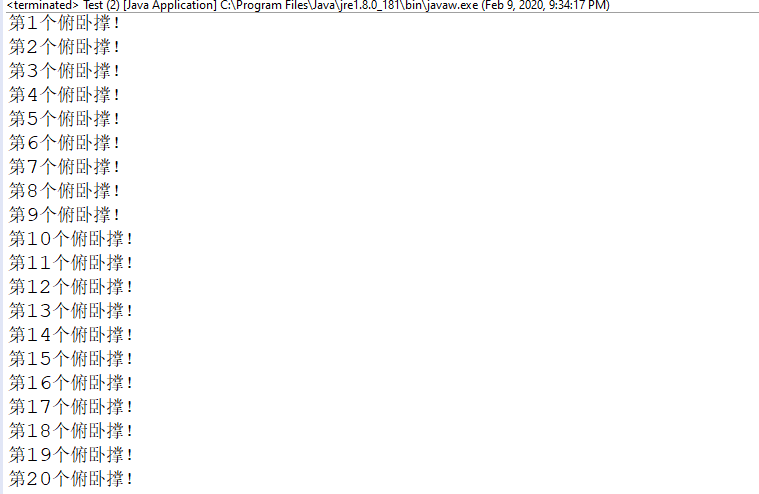 <terminated> Test (2) [Java Application] C:\Program Files\Java\jre1.8.0_181\bin\javaw.exe (Feb 9, 2020, 9:34:17 PM)
第1个俯卧撑！
第2个俯卧撑！
第3个俯卧撑！
第4个俯卧撑！
第5个俯卧撑！
第6个俯卧撑！
第7个俯卧撑！
第8个俯卧撑！
第9个俯卧撑！
第10个俯卧撑！
第11个俯卧撑！
第12个俯卧撑！
第13个俯卧撑！
第14个俯卧撑！
第15个俯卧撑！
第16个俯卧撑！
第17个俯卧撑！
第18个俯卧撑！
第19个俯卧撑！
第20个俯卧撑！